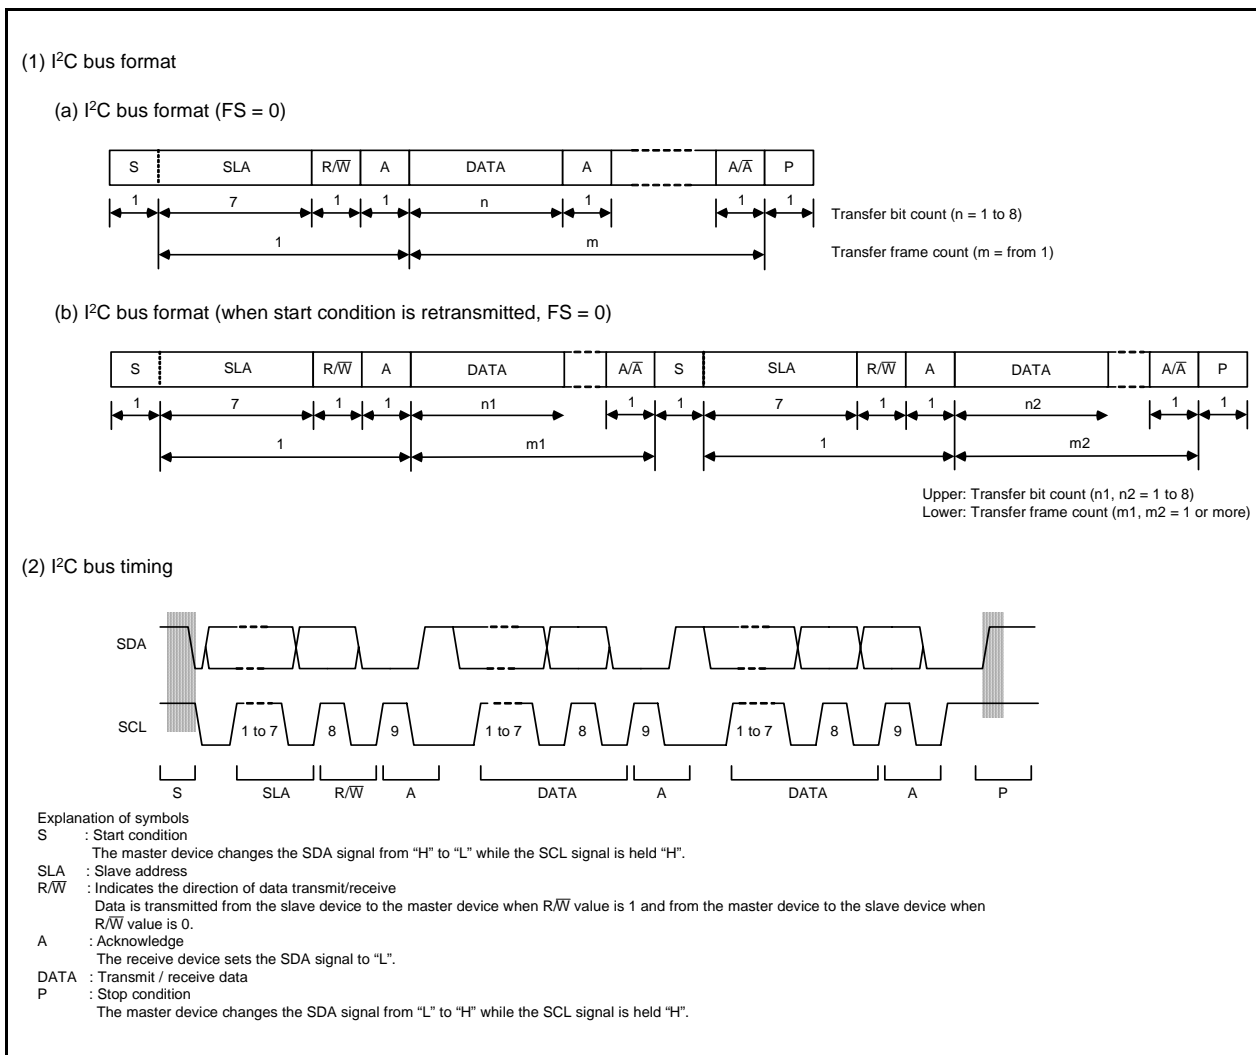 (1) I²C bus format
(a) I²C bus format (FS = 0)
S SLA R/W̅ A DATA A A/A̅ P
1 7 1 1 n 1 1 1
Transfer bit count (n = 1 to 8)
1 m
Transfer frame count (m = from 1)
(b) I²C bus format (when start condition is retransmitted, FS = 0)
S SLA R/W̅ A DATA A/A̅ S SLA R/W̅ A DATA A/A̅ P
1 7 1 1 n1 1 1 7 1 1 n2 1 1
1 m1 1 m2
Upper: Transfer bit count (n1, n2 = 1 to 8)
Lower: Transfer frame count (m1, m2 = 1 or more)
(2) I²C bus timing
SDA
SCL 1 to 7 8 9 1 to 7 8 9 1 to 7 8 9
S SLA R/W̅ A DATA A DATA A P
Explanation of symbols
S : Start condition
The master device changes the SDA signal from “H” to “L” while the SCL signal is held “H”.
SLA : Slave address
R/W̅ : Indicates the direction of data transmit/receive
Data is transmitted from the slave device to the master device when R/W̅ value is 1 and from the master device to the slave device when
R/W̅ value is 0.
A : Acknowledge
The receive device sets the SDA signal to “L”.
DATA : Transmit / receive data
P : Stop condition
The master device changes the SDA signal from “L” to “H” while the SCL signal is held “H”.